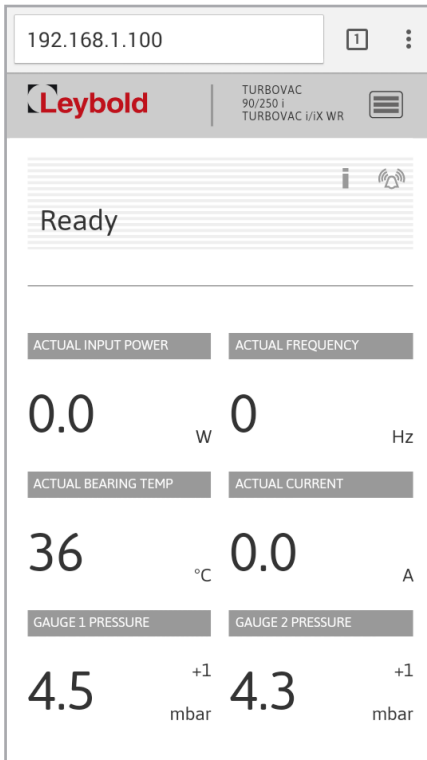 192.168.1.100
1
Leybold
TURBOVAC
90/250 i
TURBOVAC i/iX WR
i
Ready
ACTUAL INPUT POWER
ACTUAL FREQUENCY
0.0 W
0 Hz
ACTUAL BEARING TEMP
ACTUAL CURRENT
36 °C
0.0 A
GAUGE 1 PRESSURE
GAUGE 2 PRESSURE
4.5 +1 mbar
4.3 +1 mbar